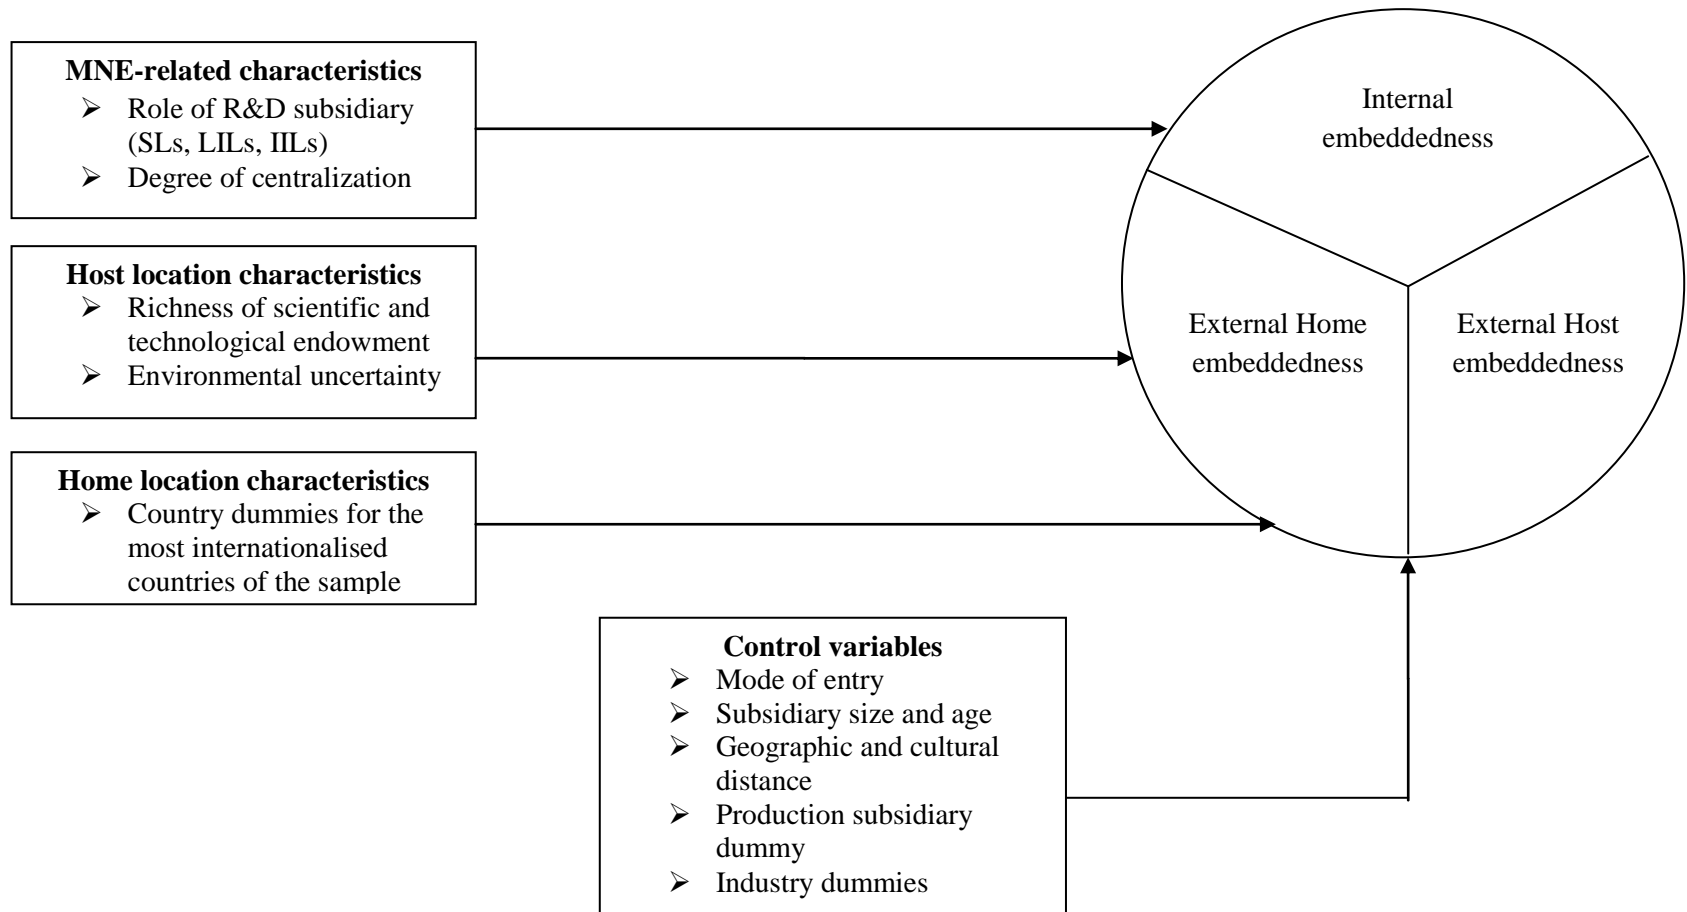 MNE-related characteristics
➢ Role of R&D subsidiary
(SLs, LILs, IILs)
➢ Degree of centralization
Host location characteristics
➢ Richness of scientific and
technological endowment
➢ Environmental uncertainty
Home location characteristics
➢ Country dummies for the
most internationalised
countries of the sample
Control variables
➢ Mode of entry
➢ Subsidiary size and age
➢ Geographic and cultural
distance
➢ Production subsidiary
dummy
➢ Industry dummies
Internal
embeddedness
External Home
embeddedness
External Host
embeddedness